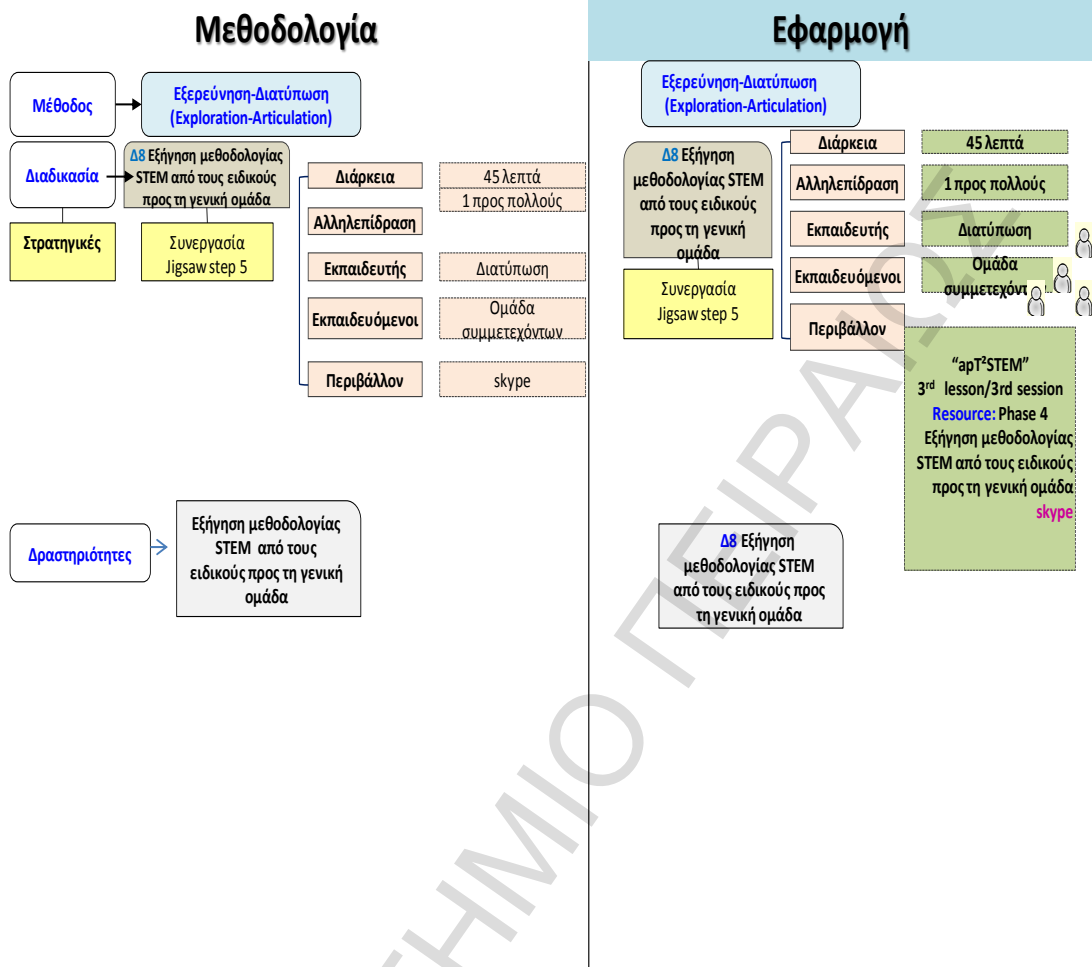 Μεθοδολογία
Μέθοδος
Εξερεύνηση-Διατύπωση
(Exploration-Articulation)
Διαδικασία
Δ8 Εξήγηση μεθοδολογίας
STEM από τους ειδικούς
προς τη γενική ομάδα
Στρατηγικές
Συνεργασία
Jigsaw step 5
Διάρκεια
45 λεπτά
Αλληλεπίδραση
1 προς πολλούς
Εκπαιδευτής
Διατύπωση
Εκπαιδευόμενοι
Ομάδα
συμμετεχόντων
Περιβάλλον
skype
Δραστηριότητες
Εξήγηση μεθοδολογίας
STEM από τους
ειδικούς προς τη γενική
ομάδα
Εφαρμογή
Εξερεύνηση-Διατύπωση
(Exploration-Articulation)
Δ8 Εξήγηση
μεθοδολογίας STEM
από τους ειδικούς
προς τη γενική
ομάδα
Συνεργασία
Jigsaw step 5
Διάρκεια
45 λεπτά
Αλληλεπίδραση
1 προς πολλούς
Εκπαιδευτής
Διατύπωση
Εκπαιδευόμενοι
Ομάδα
Περιβάλλον
“apT²STEM”
3rd lesson/3rd session
Resource: Phase 4
Εξήγηση μεθοδολογίας
STEM από τους ειδικούς
προς τη γενική ομάδα
skype
Δ8 Εξήγηση
μεθοδολογίας STEM
από τους ειδικούς προς
τη γενική ομάδα
ΠΕΙΡΑΙΩΣ